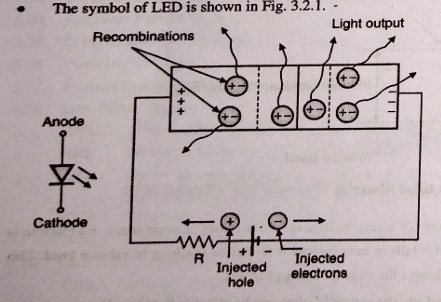 • The symbol of LED is shown in Fig. 3.2.1. -
Light output
Recombinations
Anode
Cathode
R
+ -
Injected hole
Injected electrons